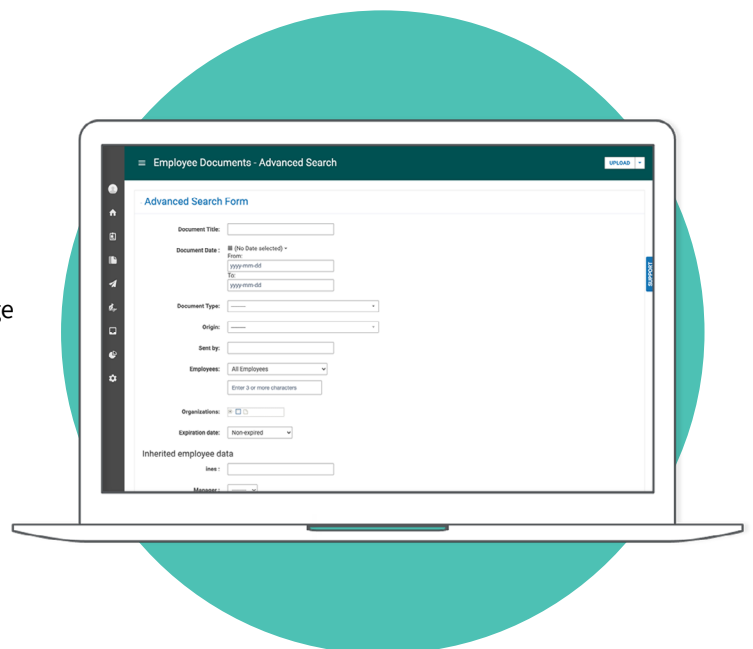 Employee Documents - Advanced Search
UPLOAD
Advanced Search Form
Document Title:
Document Date : (No Date selected)
From:
yyyy-mm-dd
To:
yyyy-mm-dd
SUPPORT
Document Type: --------
ge
Origin: --------
Sent by:
Employees: All Employees
Enter 3 or more characters
Organizations:
Expiration date: Non-expired
Inherited employee data
ines :
Manager : --------